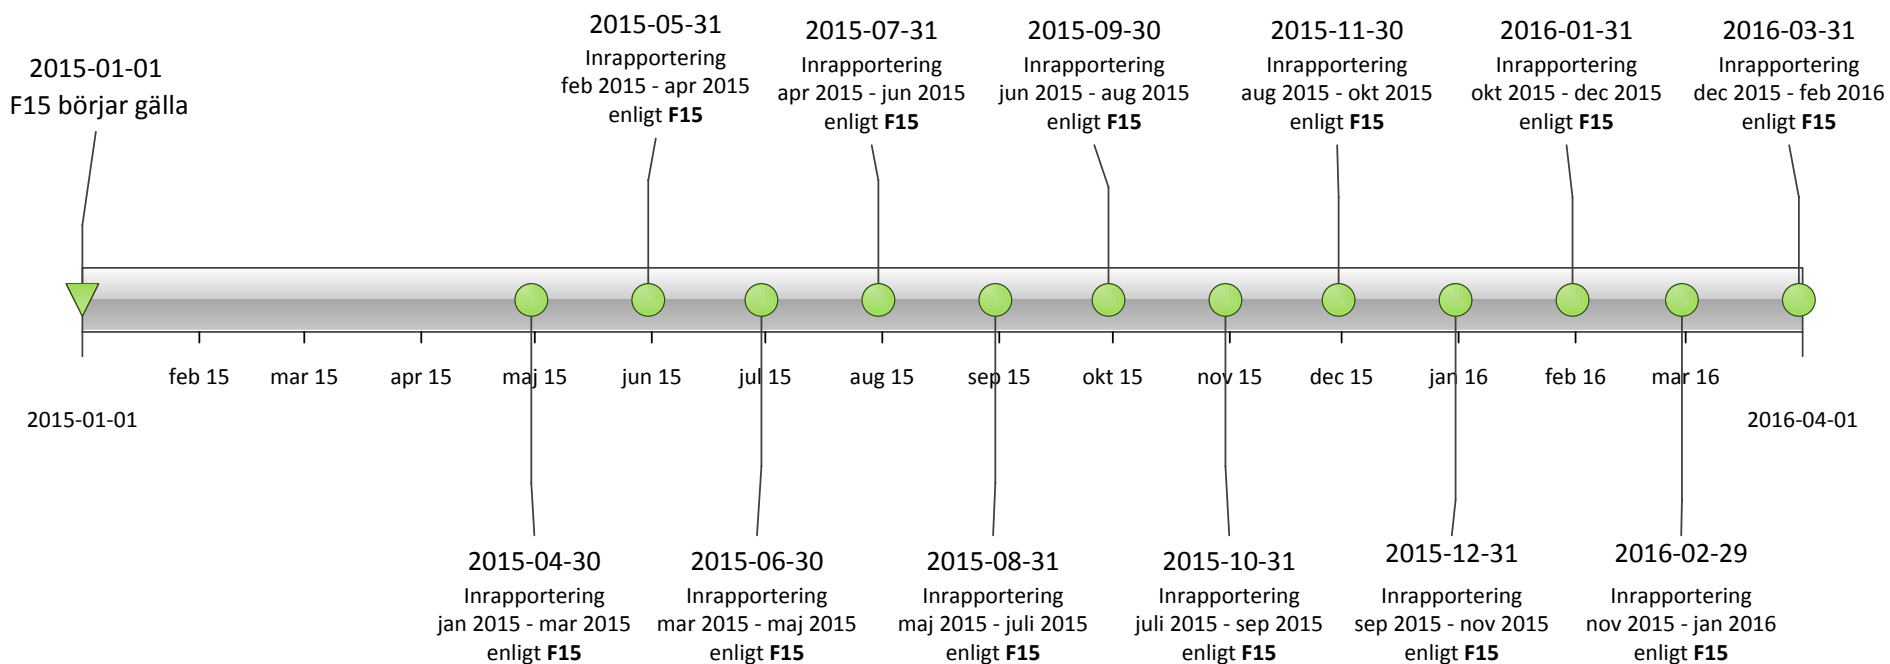 2015-01-01
F15 börjar gälla
2015-05-31
Inrapportering
feb 2015 - apr 2015
enligt F15
2015-07-31
Inrapportering
apr 2015 - jun 2015
enligt F15
2015-09-30
Inrapportering
jun 2015 - aug 2015
enligt F15
2015-11-30
Inrapportering
aug 2015 - okt 2015
enligt F15
2016-01-31
Inrapportering
okt 2015 - dec 2015
enligt F15
2016-03-31
Inrapportering
dec 2015 - feb 2016
enligt F15
feb 15 mar 15 apr 15 maj 15 jun 15 jul 15 aug 15 sep 15 okt 15 nov 15 dec 15 jan 16 feb 16 mar 16
2015-01-01 2016-04-01
2015-04-30
Inrapportering
jan 2015 - mar 2015
enligt F15
2015-06-30
Inrapportering
mar 2015 - maj 2015
enligt F15
2015-08-31
Inrapportering
maj 2015 - juli 2015
enligt F15
2015-10-31
Inrapportering
juli 2015 - sep 2015
enligt F15
2015-12-31
Inrapportering
sep 2015 - nov 2015
enligt F15
2016-02-29
Inrapportering
nov 2015 - jan 2016
enligt F15